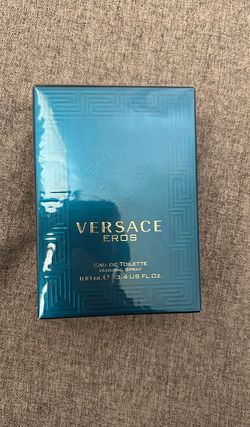 VERSACE
EROS
EAU DE TOILETTE
NATURAL SPRAY
100 ML ℮ 3.4 US FL.OZ.